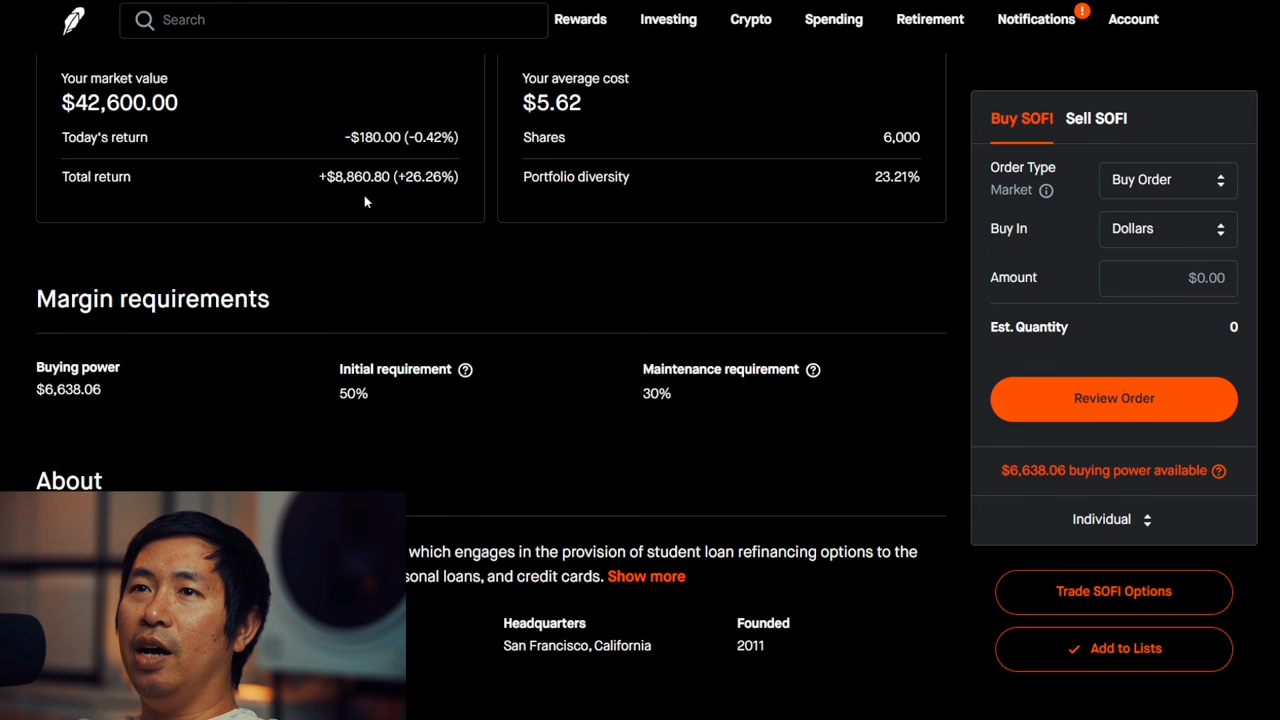 Search
Rewards
Investing
Crypto
Spending
Retirement
Notifications
!
Account
Your market value
$42,600.00
Today's return
-$180.00 (-0.42%)
Total return
+$8,860.80 (+26.26%)
Your average cost
$5.62
Shares
6,000
Portfolio diversity
23.21%
Margin requirements
Buying power
$6,638.06
Initial requirement ?
50%
Maintenance requirement ?
30%
About
which engages in the provision of student loan refinancing options to the
sonal loans, and credit cards. Show more
Headquarters
San Francisco, California
Founded
2011
Buy SOFI
Sell SOFI
Order Type
Market
Buy Order
Buy In
Dollars
Amount
$0.00
Est. Quantity
0
Review Order
$6,638.06 buying power available ?
Individual
Trade SOFI Options
Add to Lists